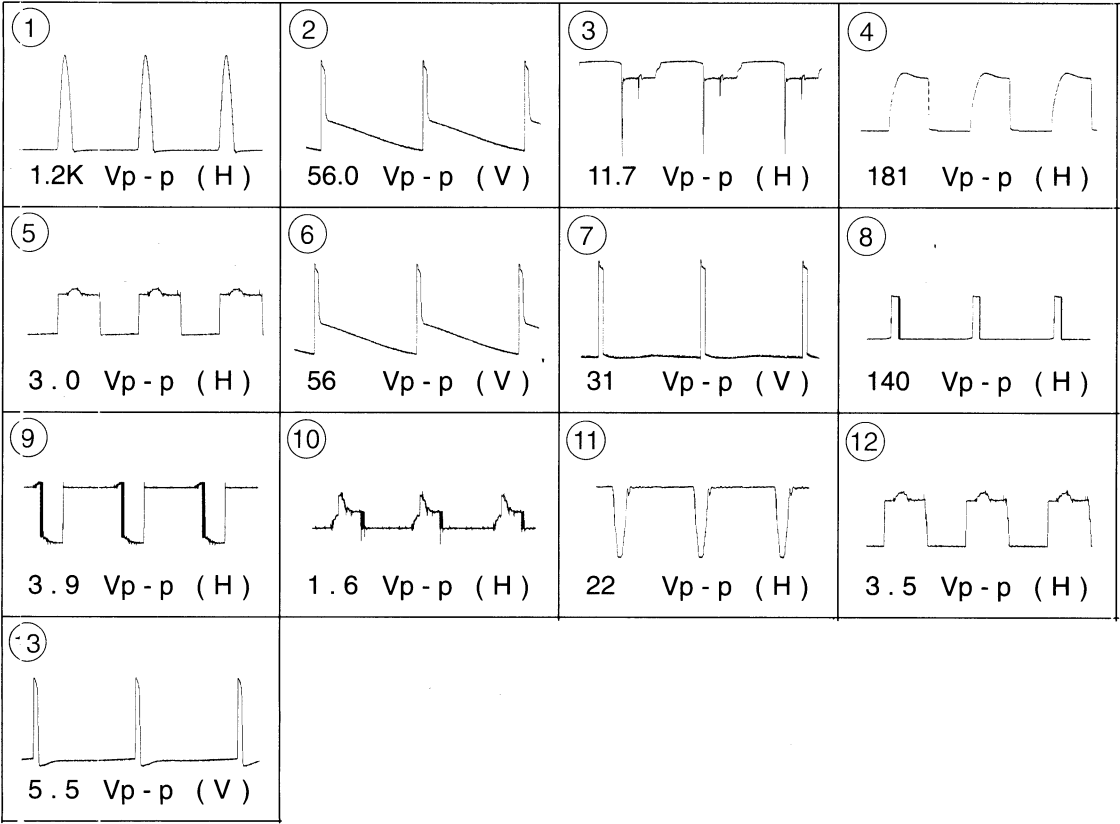 1 2 3 4
1.2K Vp - p ( H ) 56.0 Vp - p ( V ) 11.7 Vp - p ( H ) 181 Vp - p ( H )
5 6 7 8
3 . 0 Vp - p ( H ) 56 Vp - p ( V ) 31 Vp - p ( V ) 140 Vp - p ( H )
9 10 11 12
3 . 9 Vp - p ( H ) 1 . 6 Vp - p ( H ) 22 Vp - p ( H ) 3 . 5 Vp - p ( H )
13
5 . 5 Vp - p ( V )